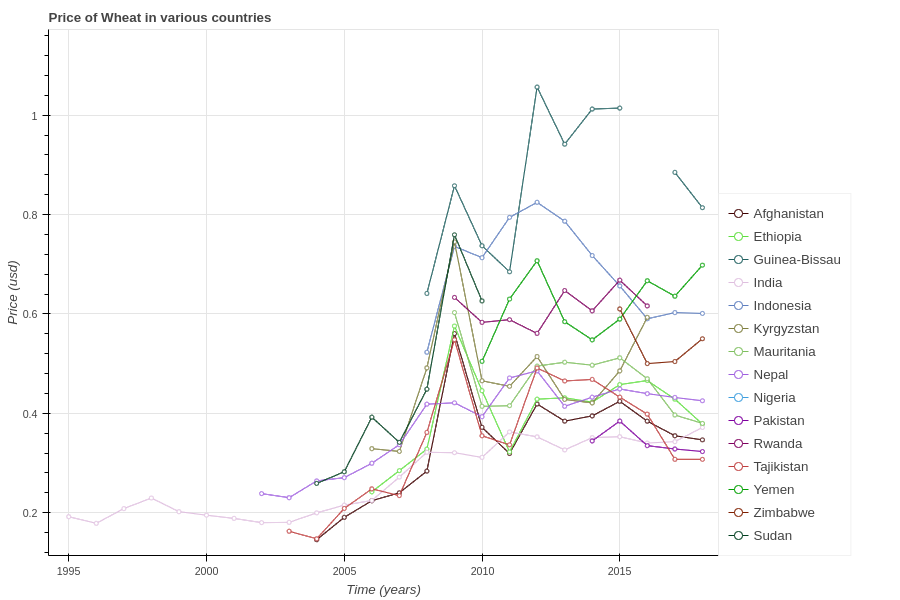 Price of Wheat in various countries
Price (usd)
1
0.8
0.6
0.4
0.2
1995
2000
2005
2010
2015
Time (years)
Afghanistan
Ethiopia
Guinea-Bissau
India
Indonesia
Kyrgyzstan
Mauritania
Nepal
Nigeria
Pakistan
Rwanda
Tajikistan
Yemen
Zimbabwe
Sudan